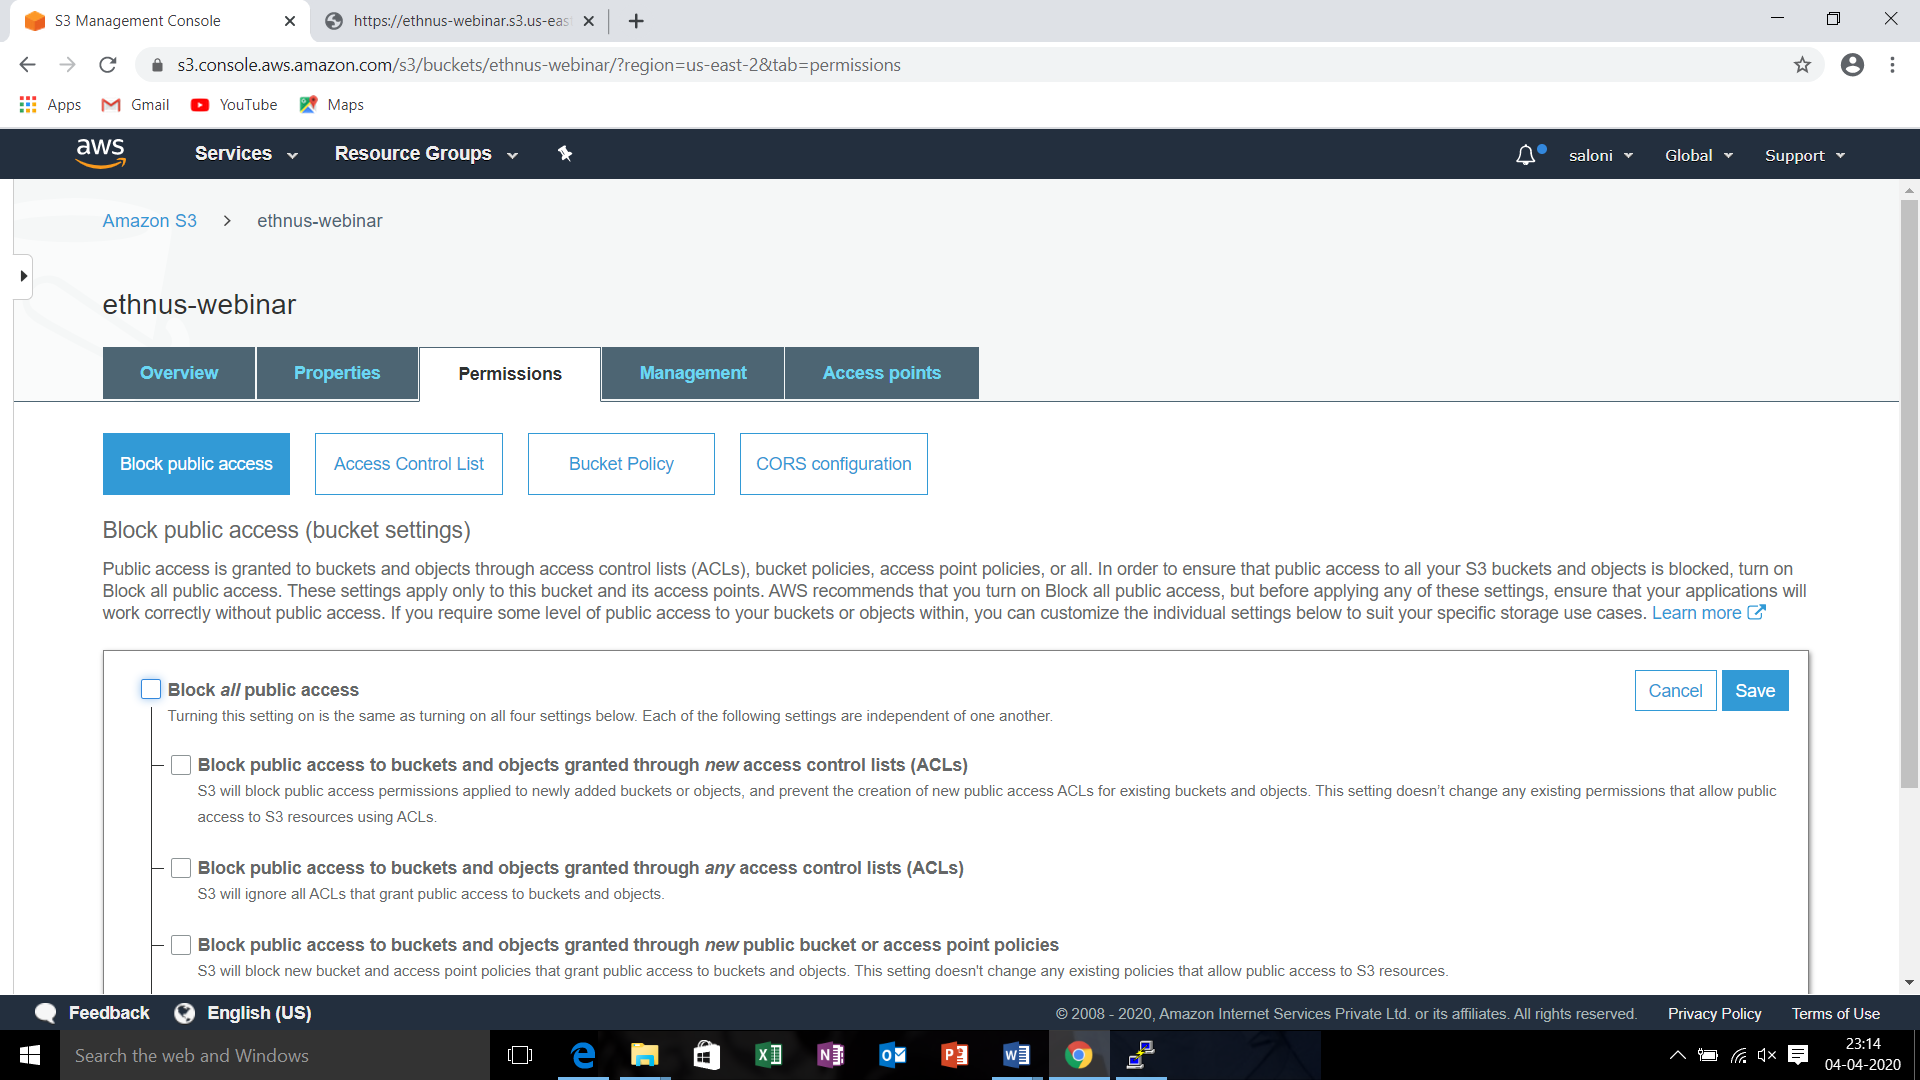 S3 Management Console
https://ethnus-webinar.s3.us-eas
s3.console.aws.amazon.com/s3/buckets/ethnus-webinar/?region=us-east-2&tab=permissions
Apps Gmail YouTube Maps
aws Services Resource Groups saloni Global Support
Amazon S3 > ethnus-webinar
ethnus-webinar
Overview Properties Permissions Management Access points
Block public access Access Control List Bucket Policy CORS configuration
Block public access (bucket settings)
Public access is granted to buckets and objects through access control lists (ACLs), bucket policies, access point policies, or all. In order to ensure that public access to all your S3 buckets and objects is blocked, turn on
Block all public access. These settings apply only to this bucket and its access points. AWS recommends that you turn on Block all public access, but before applying any of these settings, ensure that your applications will
work correctly without public access. If you require some level of public access to your buckets or objects within, you can customize the individual settings below to suit your specific storage use cases. Learn more
Block all public access Cancel Save
Turning this setting on is the same as turning on all four settings below. Each of the following settings are independent of one another.
Block public access to buckets and objects granted through new access control lists (ACLs)
S3 will block public access permissions applied to newly added buckets or objects, and prevent the creation of new public access ACLs for existing buckets and objects. This setting doesn't change any existing permissions that allow public
access to S3 resources using ACLs.
Block public access to buckets and objects granted through any access control lists (ACLs)
S3 will ignore all ACLs that grant public access to buckets and objects.
Block public access to buckets and objects granted through new public bucket or access point policies
S3 will block new bucket and access point policies that grant public access to buckets and objects. This setting doesn't change any existing policies that allow public access to S3 resources.
Feedback English (US) © 2008 - 2020, Amazon Internet Services Private Ltd. or its affiliates. All rights reserved. Privacy Policy Terms of Use
Search the web and Windows
23:14
04-04-2020